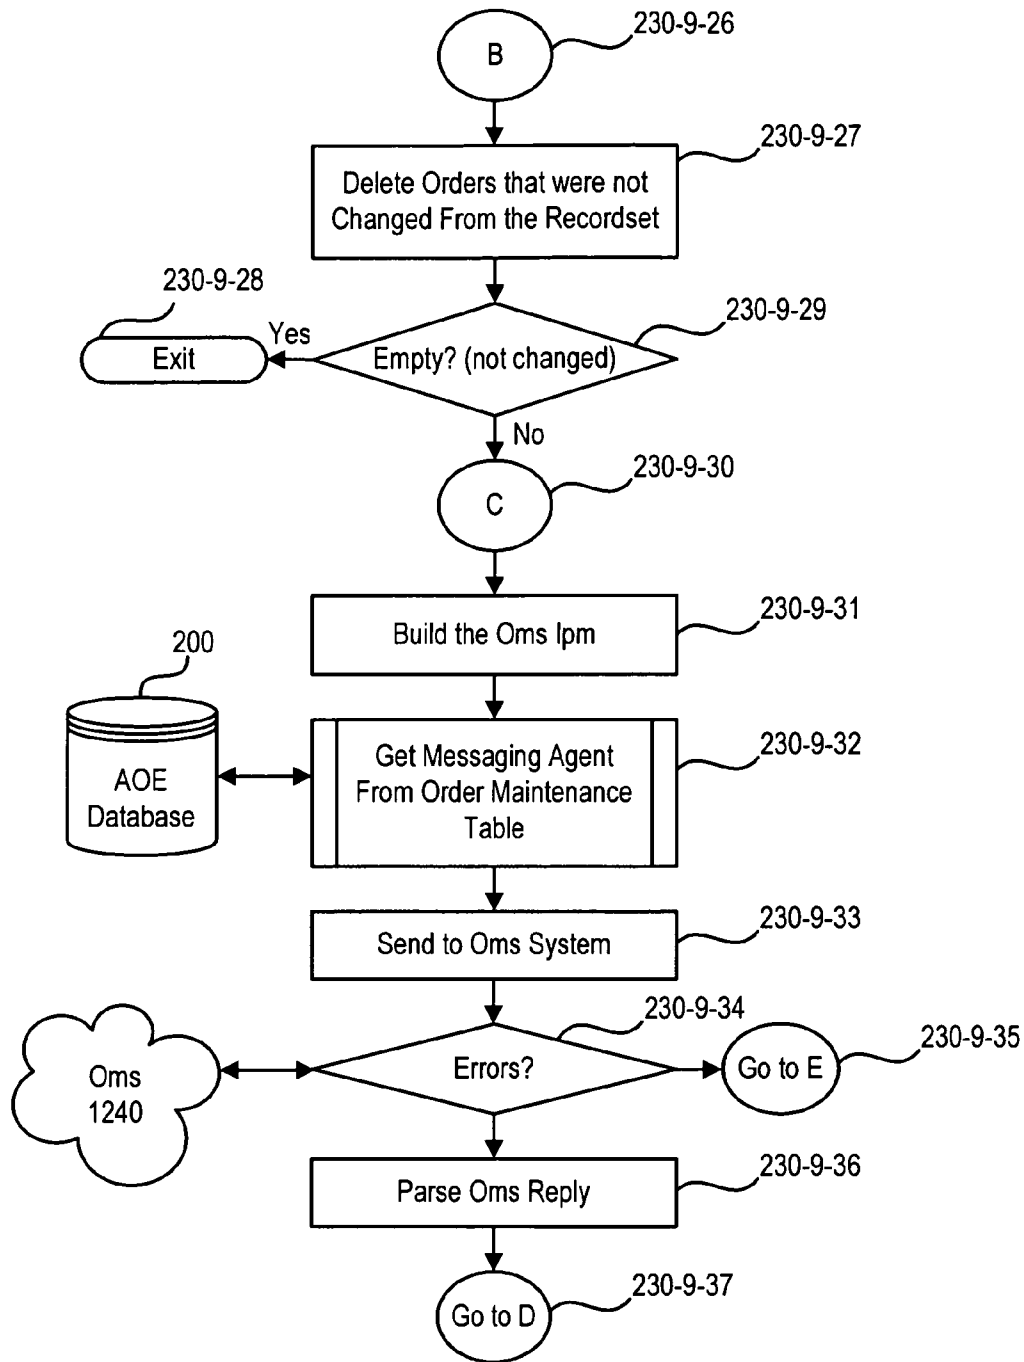 B
230-9-26
230-9-27
Delete Orders that were not
Changed From the Recordset
230-9-28
Exit
Yes
Empty? (not changed)
230-9-29
No
C
230-9-30
Build the Oms Ipm
230-9-31
200
AOE
Database
Get Messaging Agent
From Order Maintenance
Table
230-9-32
Send to Oms System
230-9-33
Oms
1240
Errors?
230-9-34
Go to E
230-9-35
Parse Oms Reply
230-9-36
Go to D
230-9-37